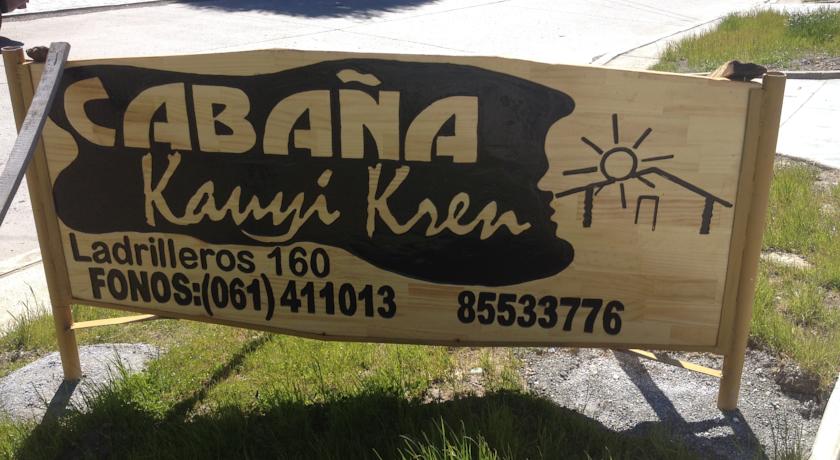 CABAÑA
Kauyi Kren
Ladrilleros 160
FONOS:(061) 411013 85533776